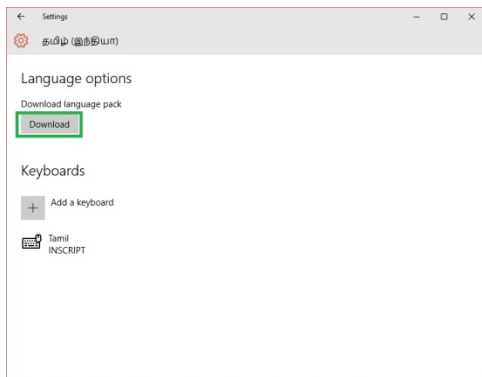 Settings
தமிழ் (இந்தியா)
Language options
Download language pack
Download
Keyboards
Add a keyboard
Tamil
INSCRIPT